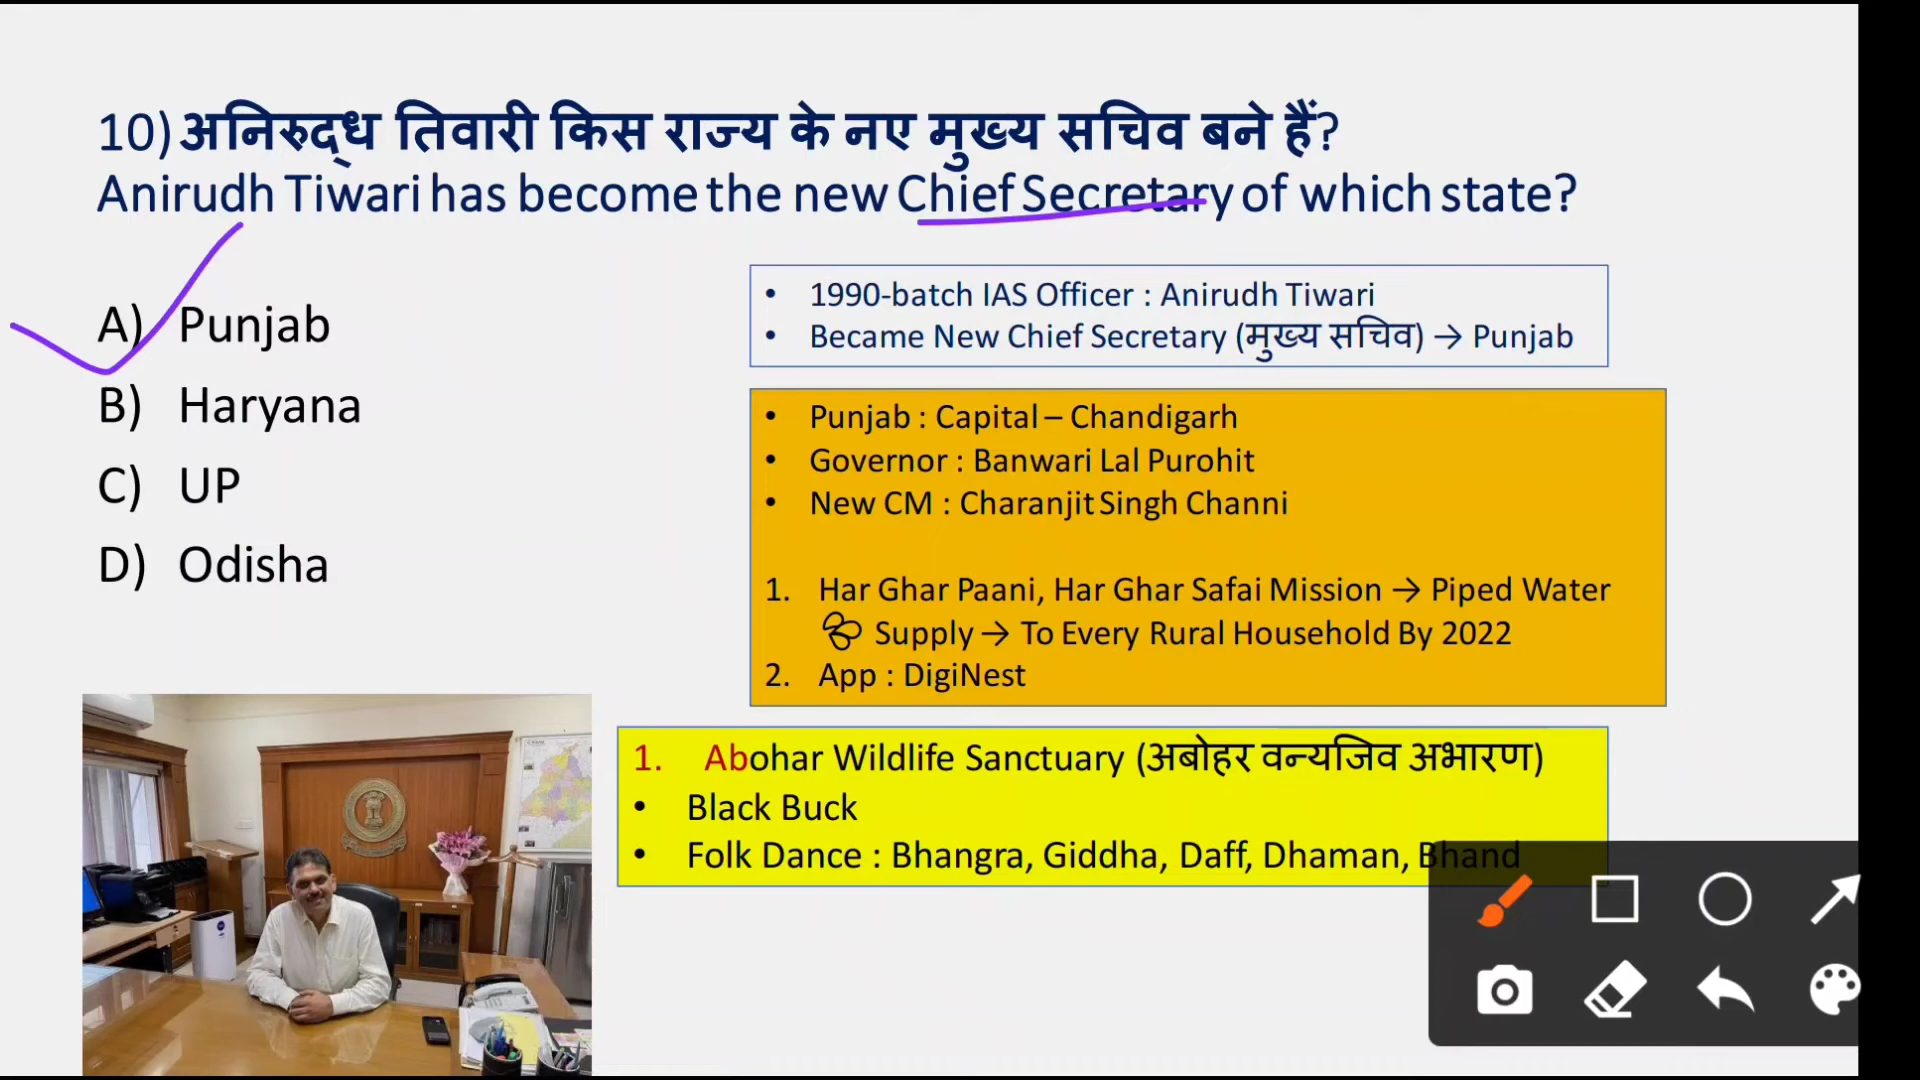 10) अनिरुद्ध तिवारी किस राज्य के नए मुख्य सचिव बने हैं?
Anirudh Tiwari has become the new Chief Secretary of which state?
A) Punjab
B) Haryana
C) UP
D) Odisha
• 1990-batch IAS Officer : Anirudh Tiwari
• Became New Chief Secretary (मुख्य सचिव) → Punjab
• Punjab : Capital – Chandigarh
• Governor : Banwari Lal Purohit
• New CM : Charanjit Singh Channi
1. Har Ghar Paani, Har Ghar Safai Mission → Piped Water
Supply → To Every Rural Household By 2022
2. App : DigiNest
1. Abohar Wildlife Sanctuary (अबोहर वन्यजिव अभारण)
• Black Buck
• Folk Dance : Bhangra, Giddha, Daff, Dhaman, Bhand